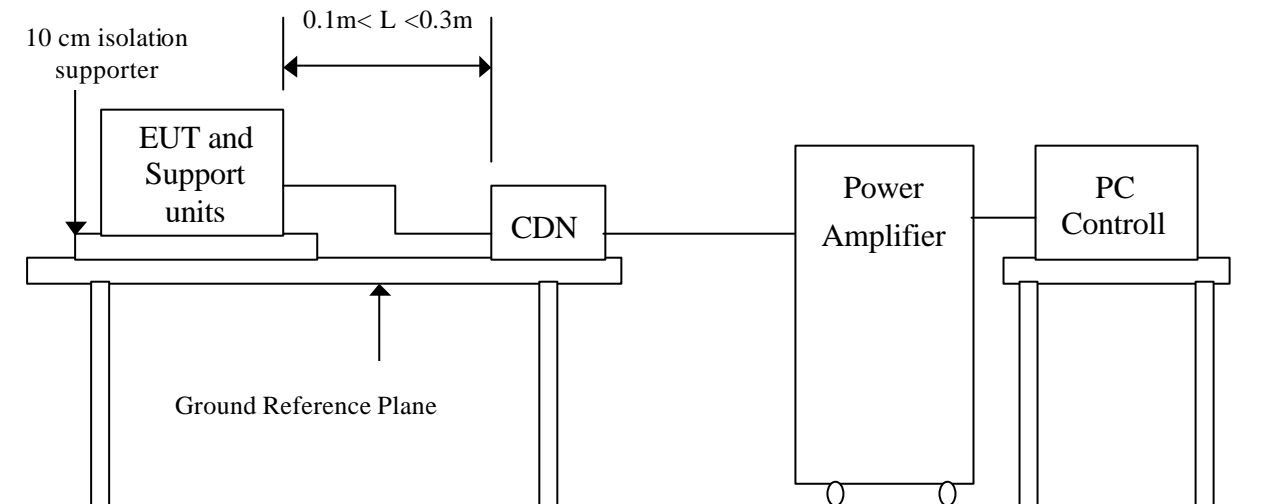 0.1m< L <0.3m
10 cm isolation
supporter
EUT and
Support
units
CDN
Power
Amplifier
PC
Controll
Ground Reference Plane